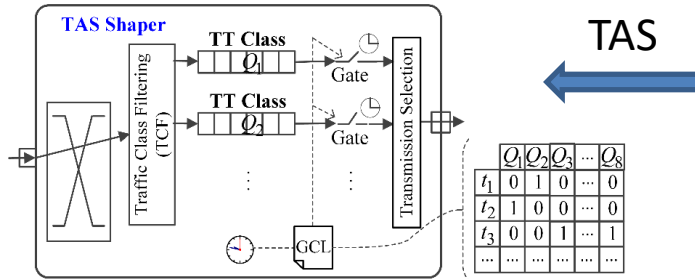 TAS Shaper
TAS
Traffic Class Filtering
(TCF)
TT Class
Q1
Gate
TT Class
Q2
Gate
Transmission Selection
⋮
⋮
GCL
Q1 Q2 Q3 ... Q8
t1 0 1 0 ... 0
t2 1 0 0 0 0
t3 0 0 1 ... 1
... ... ... ... ... ...